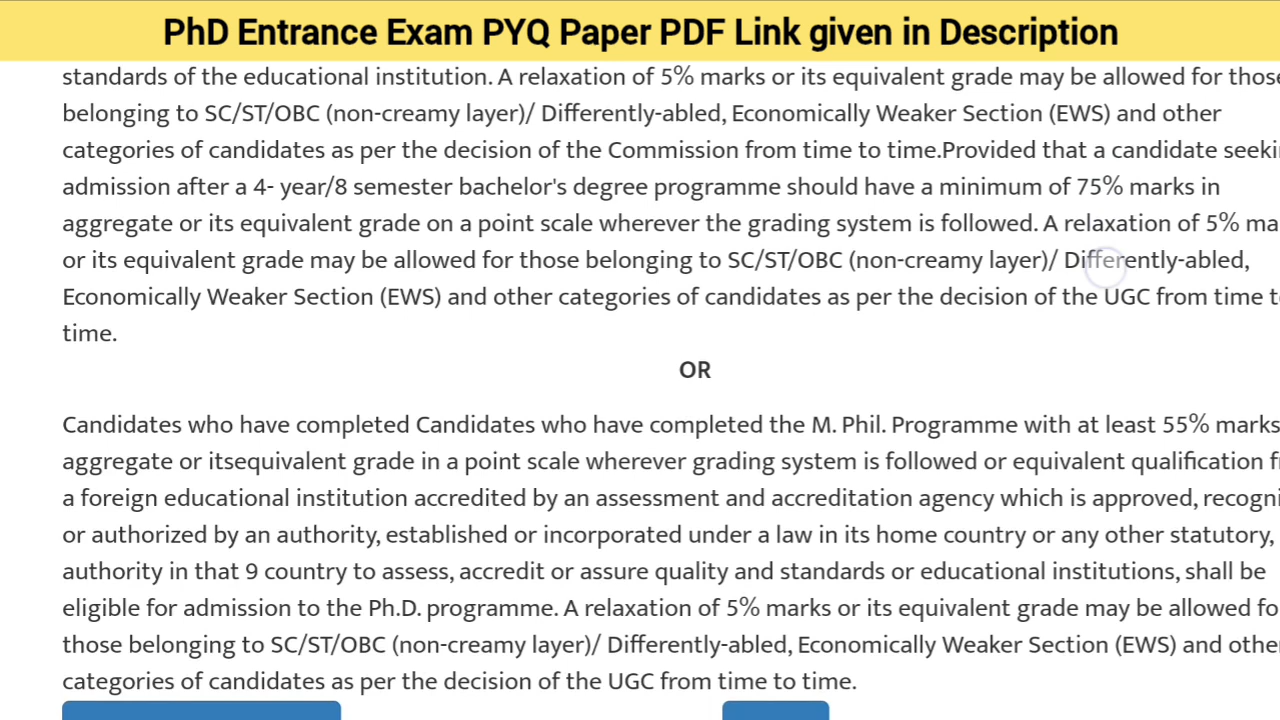 PhD Entrance Exam PYQ Paper PDF Link given in Description
standards of the educational institution. A relaxation of 5% marks or its equivalent grade may be allowed for those
belonging to SC/ST/OBC (non-creamy layer)/ Differently-abled, Economically Weaker Section (EWS) and other
categories of candidates as per the decision of the Commission from time to time.Provided that a candidate seeki
admission after a 4- year/8 semester bachelor's degree programme should have a minimum of 75% marks in
aggregate or its equivalent grade on a point scale wherever the grading system is followed. A relaxation of 5% ma
or its equivalent grade may be allowed for those belonging to SC/ST/OBC (non-creamy layer)/ Differently-abled,
Economically Weaker Section (EWS) and other categories of candidates as per the decision of the UGC from time t
time.
OR
Candidates who have completed Candidates who have completed the M. Phil. Programme with at least 55% marks
aggregate or itsequivalent grade in a point scale wherever grading system is followed or equivalent qualification f
a foreign educational institution accredited by an assessment and accreditation agency which is approved, recogni
or authorized by an authority, established or incorporated under a law in its home country or any other statutory,
authority in that 9 country to assess, accredit or assure quality and standards or educational institutions, shall be
eligible for admission to the Ph.D. programme. A relaxation of 5% marks or its equivalent grade may be allowed fo
those belonging to SC/ST/OBC (non-creamy layer)/ Differently-abled, Economically Weaker Section (EWS) and othe
categories of candidates as per the decision of the UGC from time to time.